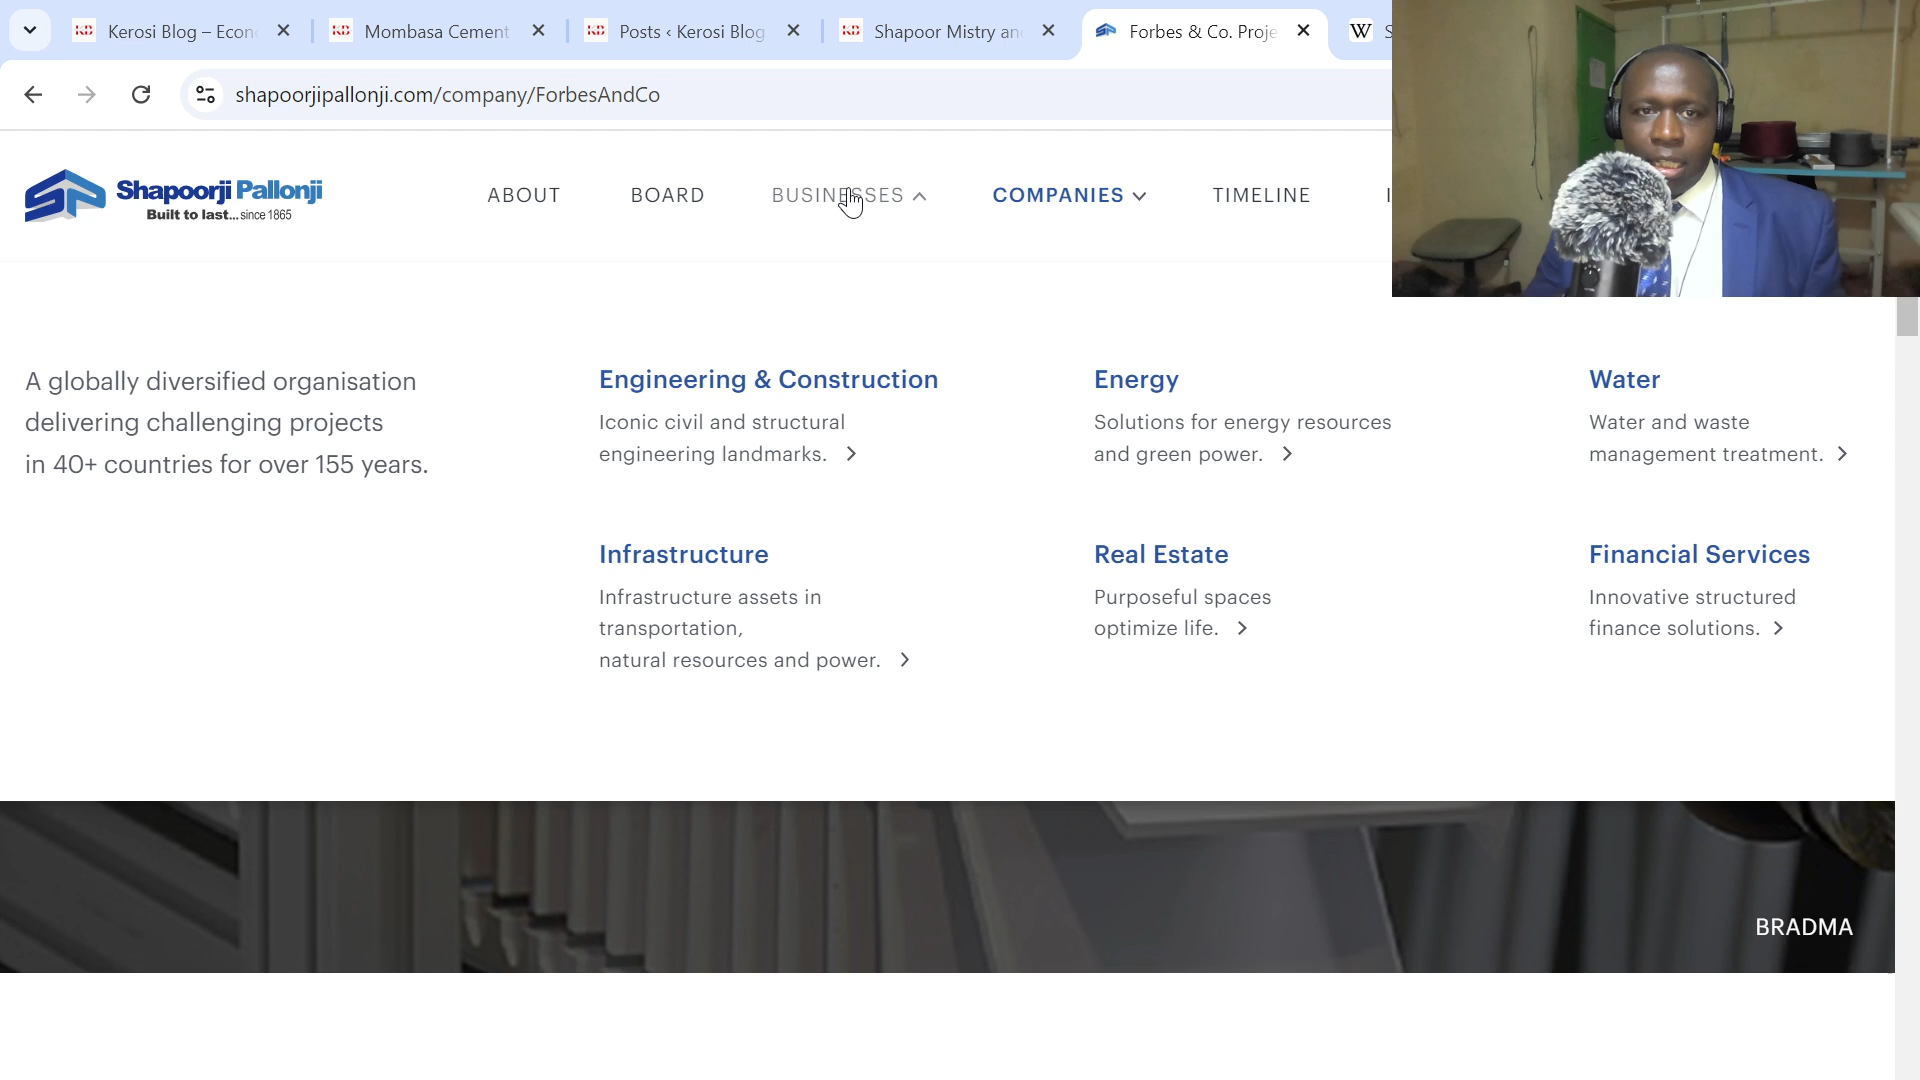 Kerosi Blog – Econ
Mombasa Cement
Posts ‹ Kerosi Blog
Shapoor Mistry an
Forbes & Co. Proje
W
shapoorjipallonji.com/company/ForbesAndCo
Shapoorji Pallonji
Built to last... since 1865
ABOUT
BOARD
BUSINESSES
COMPANIES
TIMELINE
A globally diversified organisation
delivering challenging projects
in 40+ countries for over 155 years.
Engineering & Construction
Iconic civil and structural
engineering landmarks.
Energy
Solutions for energy resources
and green power.
Water
Water and waste
management treatment.
Infrastructure
Infrastructure assets in
transportation,
natural resources and power.
Real Estate
Purposeful spaces
optimize life.
Financial Services
Innovative structured
finance solutions.
BRADMA